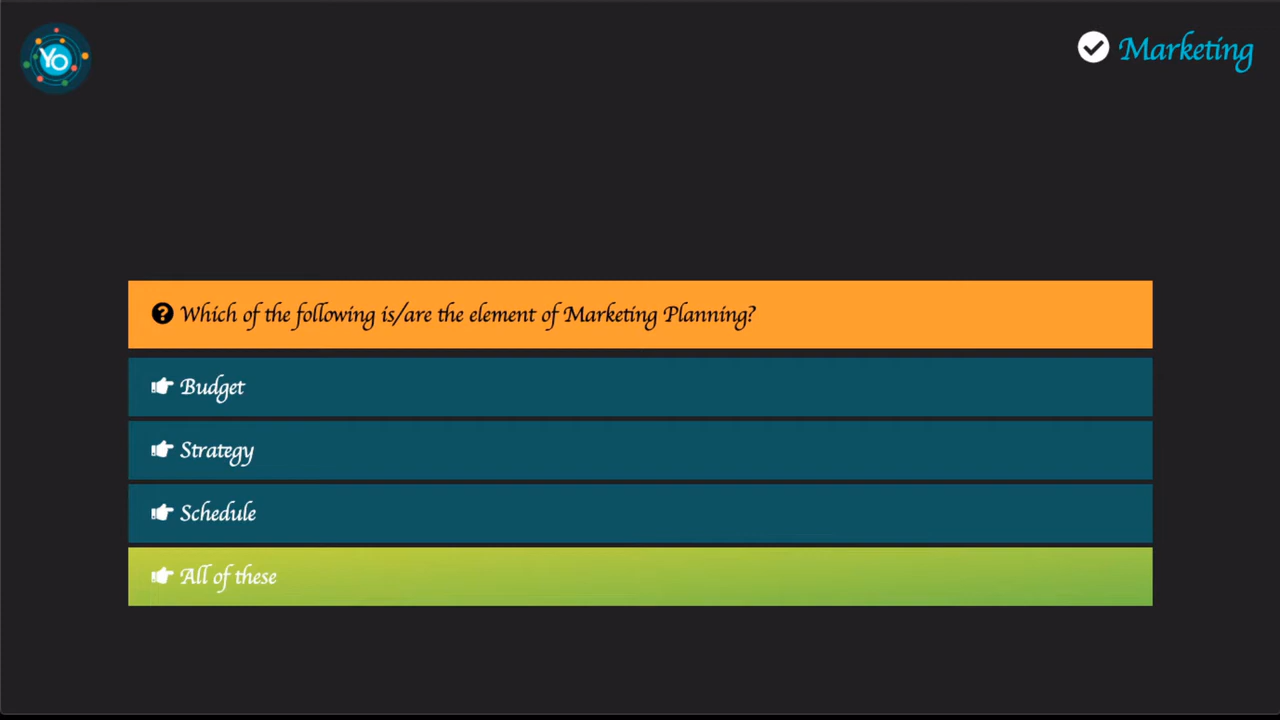 Yo
Marketing
Which of the following is/are the element of Marketing Planning?
Budget
Strategy
Schedule
All of these